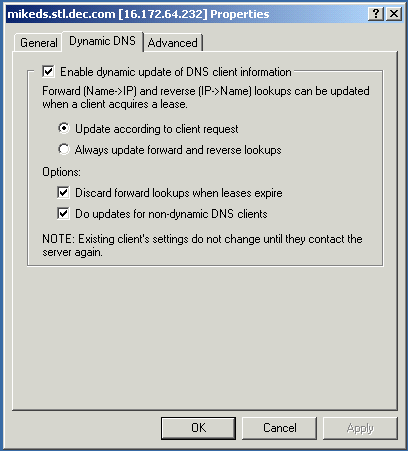 mikeds.stl.dec.com [16.172.64.232] Properties
General Dynamic DNS Advanced
Enable dynamic update of DNS client information
Forward (Name->IP) and reverse (IP->Name) lookups can be updated
when a client acquires a lease.
Update according to client request
Always update forward and reverse lookups
Options:
Discard forward lookups when leases expire
Do updates for non-dynamic DNS clients
NOTE: Existing client's settings do not change until they contact the
server again.
OK Cancel Apply